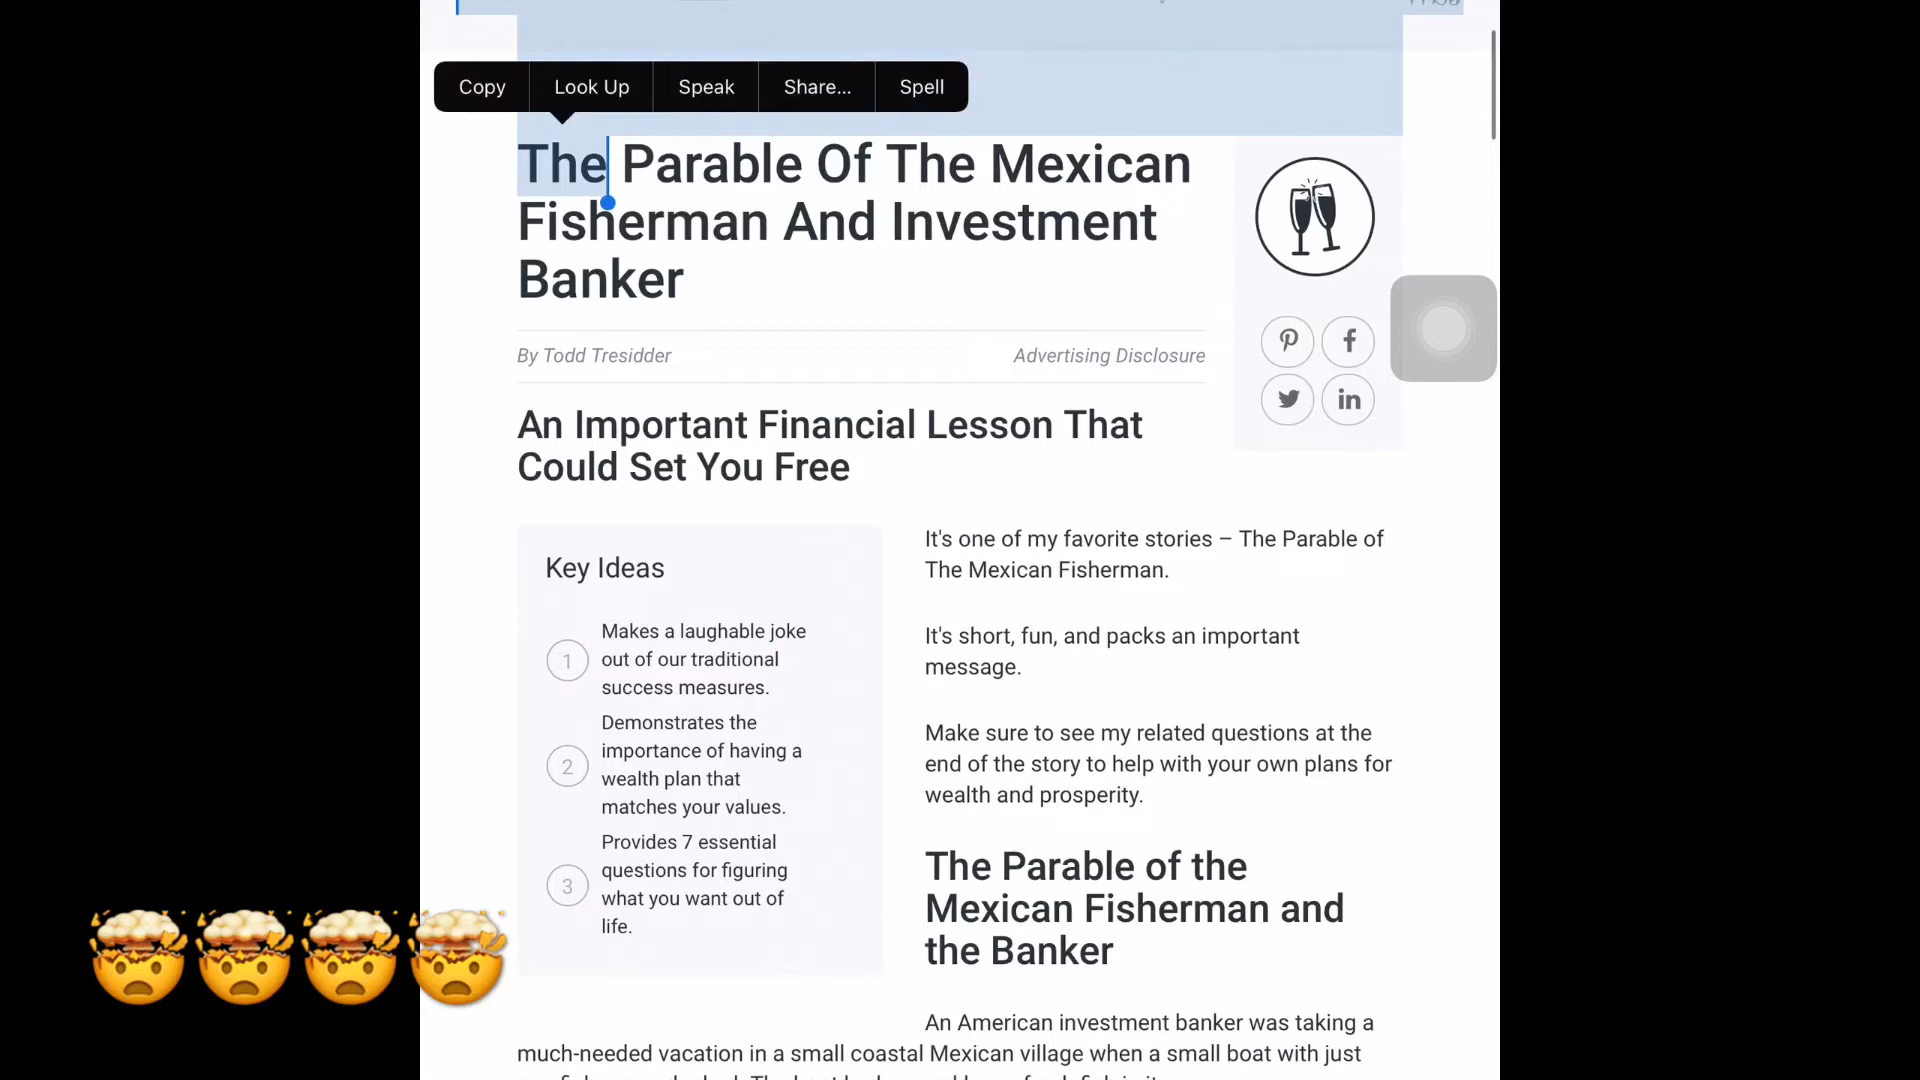 Copy
Look Up
Speak
Share...
Spell
The Parable Of The Mexican
Fisherman And Investment
Banker
By Todd Tresidder
Advertising Disclosure
An Important Financial Lesson That
Could Set You Free
Key Ideas
1
Makes a laughable joke
out of our traditional
success measures.
2
Demonstrates the
importance of having a
wealth plan that
matches your values.
3
Provides 7 essential
questions for figuring
what you want out of
life.
It's one of my favorite stories – The Parable of
The Mexican Fisherman.
It's short, fun, and packs an important
message.
Make sure to see my related questions at the
end of the story to help with your own plans for
wealth and prosperity.
The Parable of the
Mexican Fisherman and
the Banker
An American investment banker was taking a
much-needed vacation in a small coastal Mexican village when a small boat with just